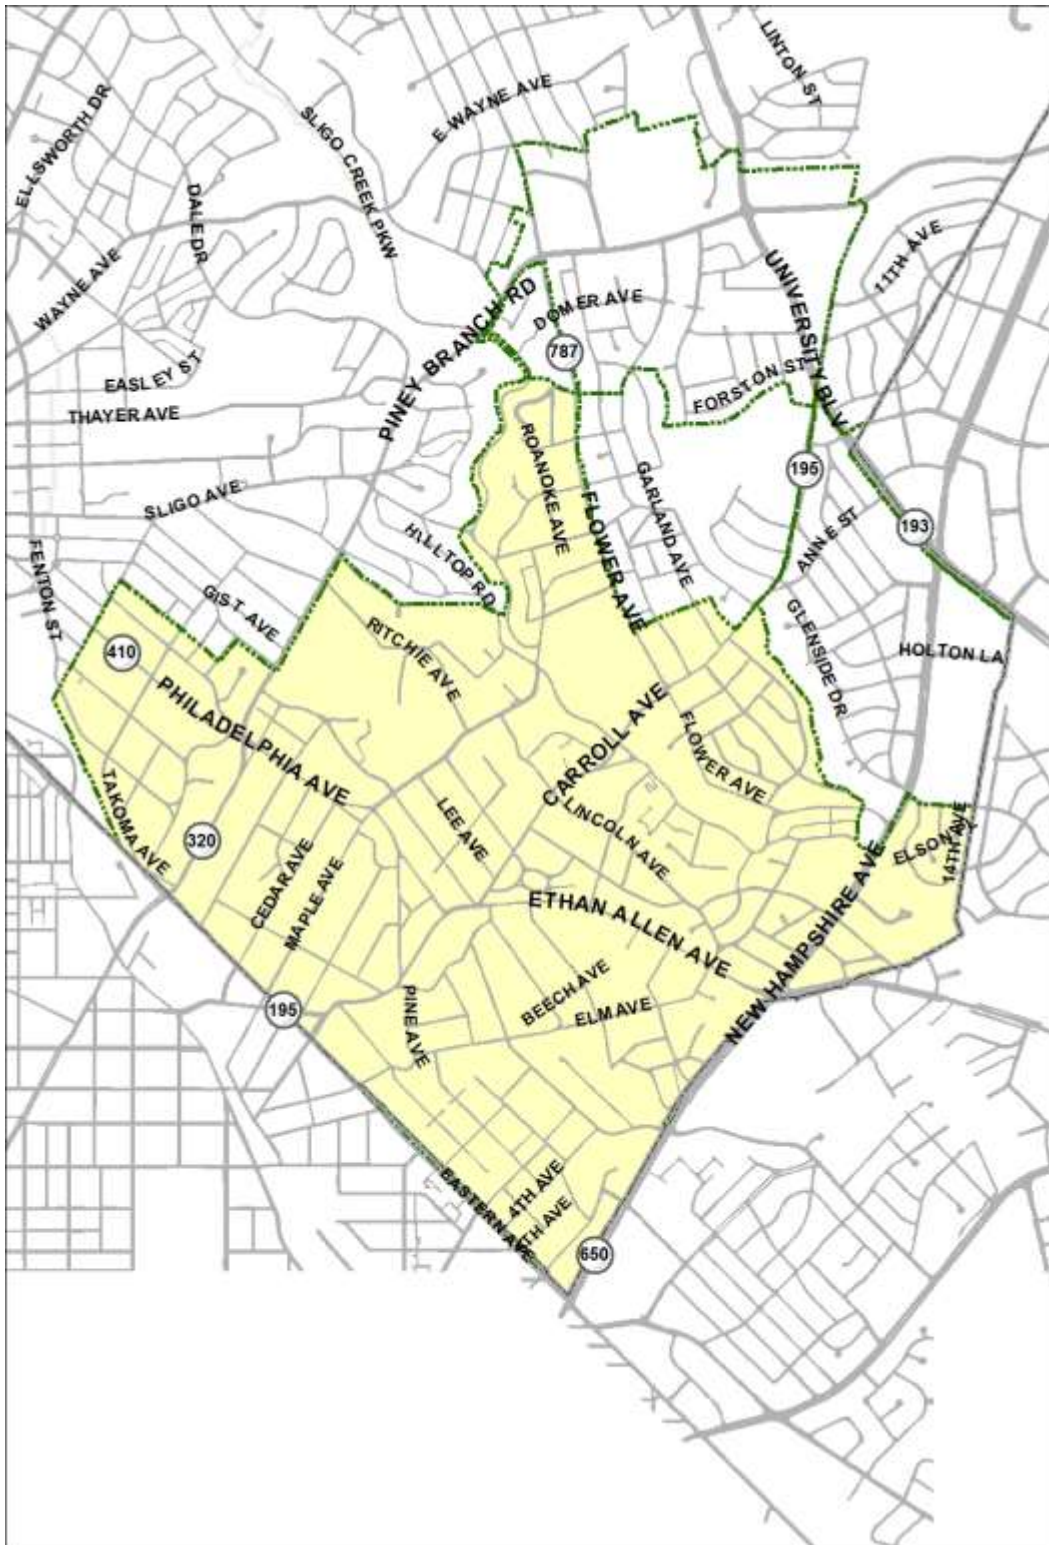 LINTON ST
E WAYNE AVE
ELLSWORTH DR
SLIGO CREEK PKW
DALE DR
11TH AVE
WAYNE AVE
UNIVERSITY BLV
PINEY BRANCH RD
DOMER AVE
787
EASLEY ST
FORSTON ST
THAYER AVE
ROANOKE AVE
195
GARLAND AVE
SLIGO AVE
FLOWER AVE
193
ANNE ST
HILLTOP RD
FENTON ST
GIST AVE
GLENSIDE DR
RITCHIE AVE
410
HOLTON LA
PHILADELPHIA AVE
CARROLL AVE
FLOWER AVE
TAKOMA AVE
LEE AVE
LINCOLN AVE
320
14TH AVE
ELSON
CEDAR AVE
MAPLE AVE
ETHAN ALLEN AVE
NEW HAMPSHIRE AVE
BEECH AVE
PINE AVE
ELM AVE
195
4TH AVE
TH AVE
EASTERN AVE
650